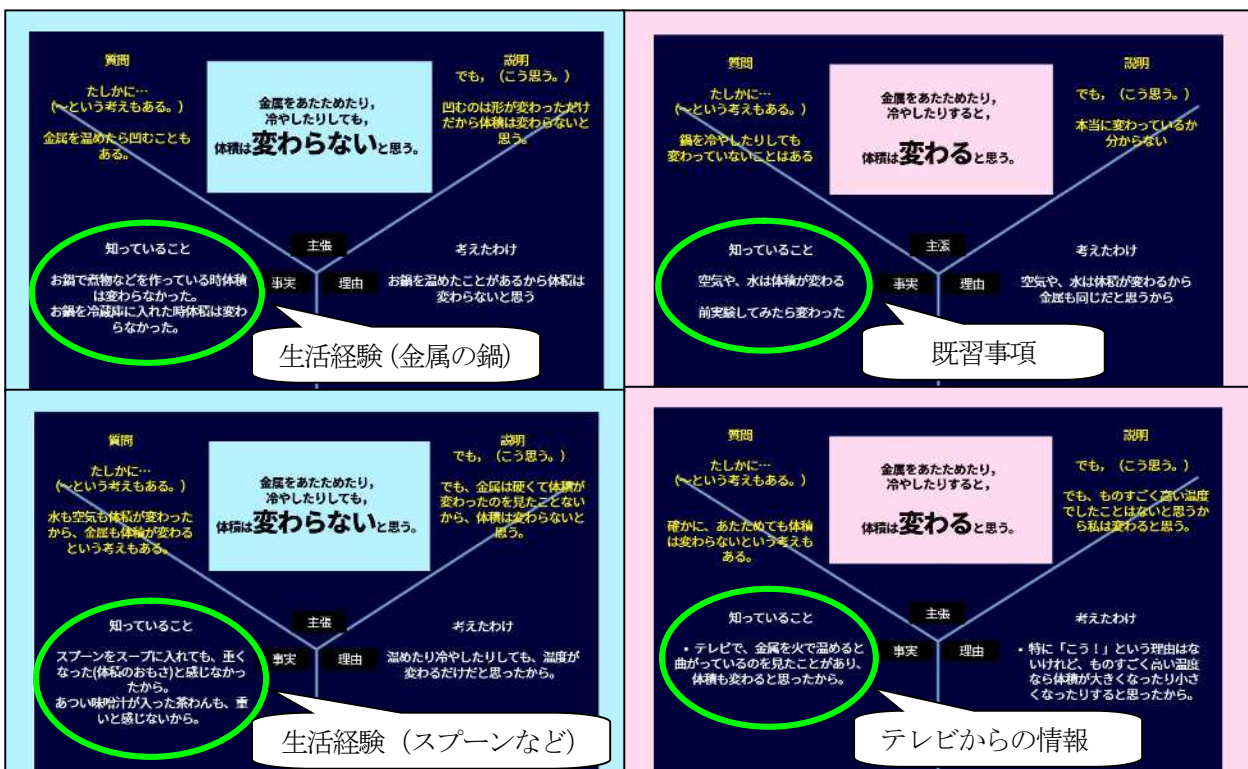 質問
たしかに…
(～という考えもある。)
金属を温めたら凹むことも
ある。
金属をあたためたり，
冷やしたりしても，
体積は変わらないと思う。
説明
でも，（こう思う。）
凹むのは形が変わっただけ
だから体積は変わらないと
思う。
主張
知っていること
お鍋で煮物などを作っている時体積
は変わらなかった。
お鍋を冷蔵庫に入れた時体積は変わ
らなかった。
事実
理由
考えたわけ
お鍋を温めたことがあるから体積は
変わらないと思う
生活経験（金属の鍋）
質問
たしかに…
(～という考えもある。)
鍋を冷やしたりしても
変わっていないことはある
金属をあたためたり，
冷やしたりすると，
体積は変わると思う。
説明
でも，（こう思う。）
本当に変わっているか
分からない
主張
知っていること
空気や、水は体積が変わる
前実験してみたら変わった
事実
理由
考えたわけ
空気や、水は体積が変わるから
金属も同じだと思うから
既習事項
質問
たしかに…
(～という考えもある。)
水も空気も体積が変わった
から、金属も体積が変わる
という考えもある。
金属をあたためたり，
冷やしたりしても，
体積は変わらないと思う。
説明
でも，（こう思う。）
でも、金属は硬くて体積が
変わったのを見たことない
から、体積は変わらないと
思う。
主張
知っていること
スプーンをスープに入れても、重く
なった(体積のおもさ)と感じなかっ
たから。
あつい味噌汁が入った茶わんも、重
いと感じないから。
事実
理由
考えたわけ
温めたり冷やしたりしても、温度が
変わるだけだと思ったから。
生活経験（スプーンなど）
質問
たしかに…
(～という考えもある。)
確かに、あたためても体積
は変わらないという考えも
ある。
金属をあたためたり，
冷やしたりすると，
体積は変わると思う。
説明
でも，（こう思う。）
でも、ものすごく高い温度
でしたことはないと思うか
ら私は変わると思う。
主張
知っていること
・テレビで、金属を火で温めると
曲がっているのを見たことがあり、
体積も変わると思ったから。
事実
理由
考えたわけ
・特に「こう！」という理由はな
いけれど、ものすごく高い温度
なら体積が大きくなったり小さ
くなったりすると思ったから。
テレビからの情報